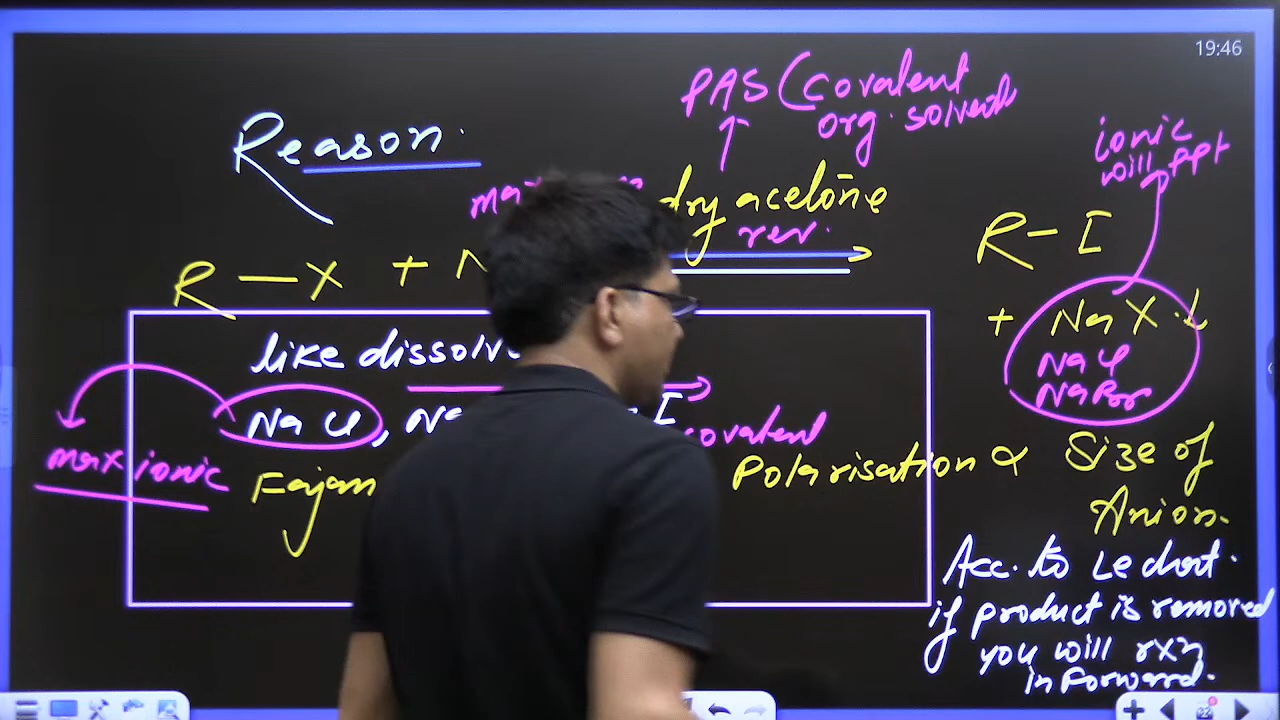 19:46
PAS (covalent
org. solvent
Reason.
ionic
will ppt
dry acetone
rev.
R — X + N
R — I
+ NaX ↓
NaCl
NaBr
like dissolv
NaCl, Na I
covalent
max ionic
Fajan
Polarisation ∝ Size of
Anion.
Acc. to Le chat.
if product is removed
you will rxn
in Forward.